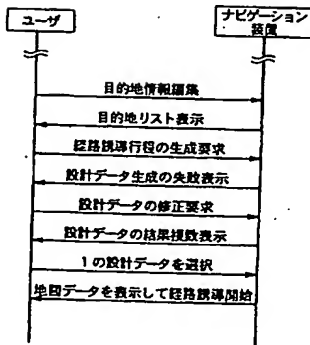 ユーザ
ナビゲーション
装置
目的地情報編集
目的地リスト表示
経路誘導行程の生成要求
設計データ生成の失敗表示
設計データの修正要求
設計データの結果複数表示
1の設計データを選択
地図データを表示して経路誘導開始